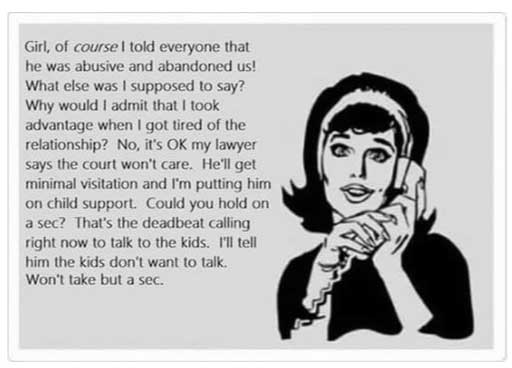 Girl, of course I told everyone that
he was abusive and abandoned us!
What else was I supposed to say?
Why would I admit that I took
advantage when I got tired of the
relationship?  No, it's OK my lawyer
says the court won't care.  He'll get
minimal visitation and I'm putting him
on child support.  Could you hold on
a sec?  That's the deadbeat calling
right now to talk to the kids.  I'll tell
him the kids don't want to talk.
Won't take but a sec.